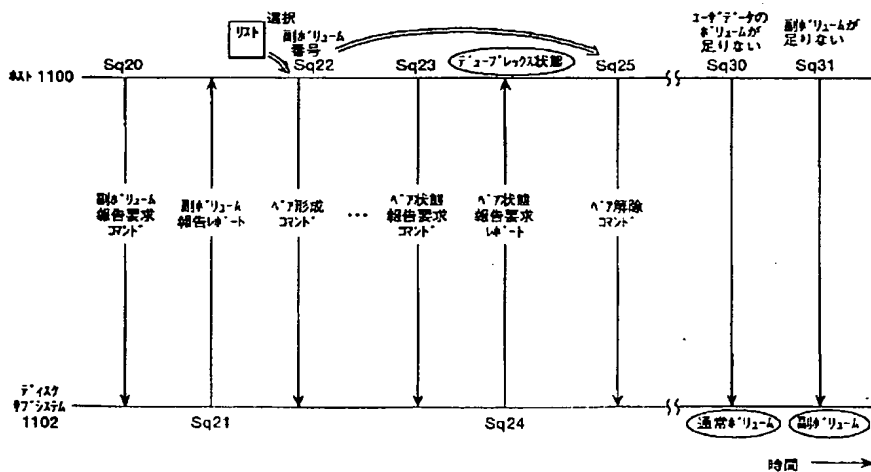 選択
リスト
副ボリューム
番号
ユーザデータの
ボリュームが
足りない
副ボリュームが
足りない
ホスト 1100
Sq20
Sq22
Sq23
デュープレックス状態
Sq25
Sq30
Sq31
副ボリューム
報告要求
コマンド
副ボリューム
報告レポート
ペア形成
コマンド
…
ペア状態
報告要求
コマンド
ペア状態
報告要求
レポート
ペア解除
コマンド
ディスク
サブシステム
1102
Sq21
Sq24
通常ボリューム
副ボリューム
時間